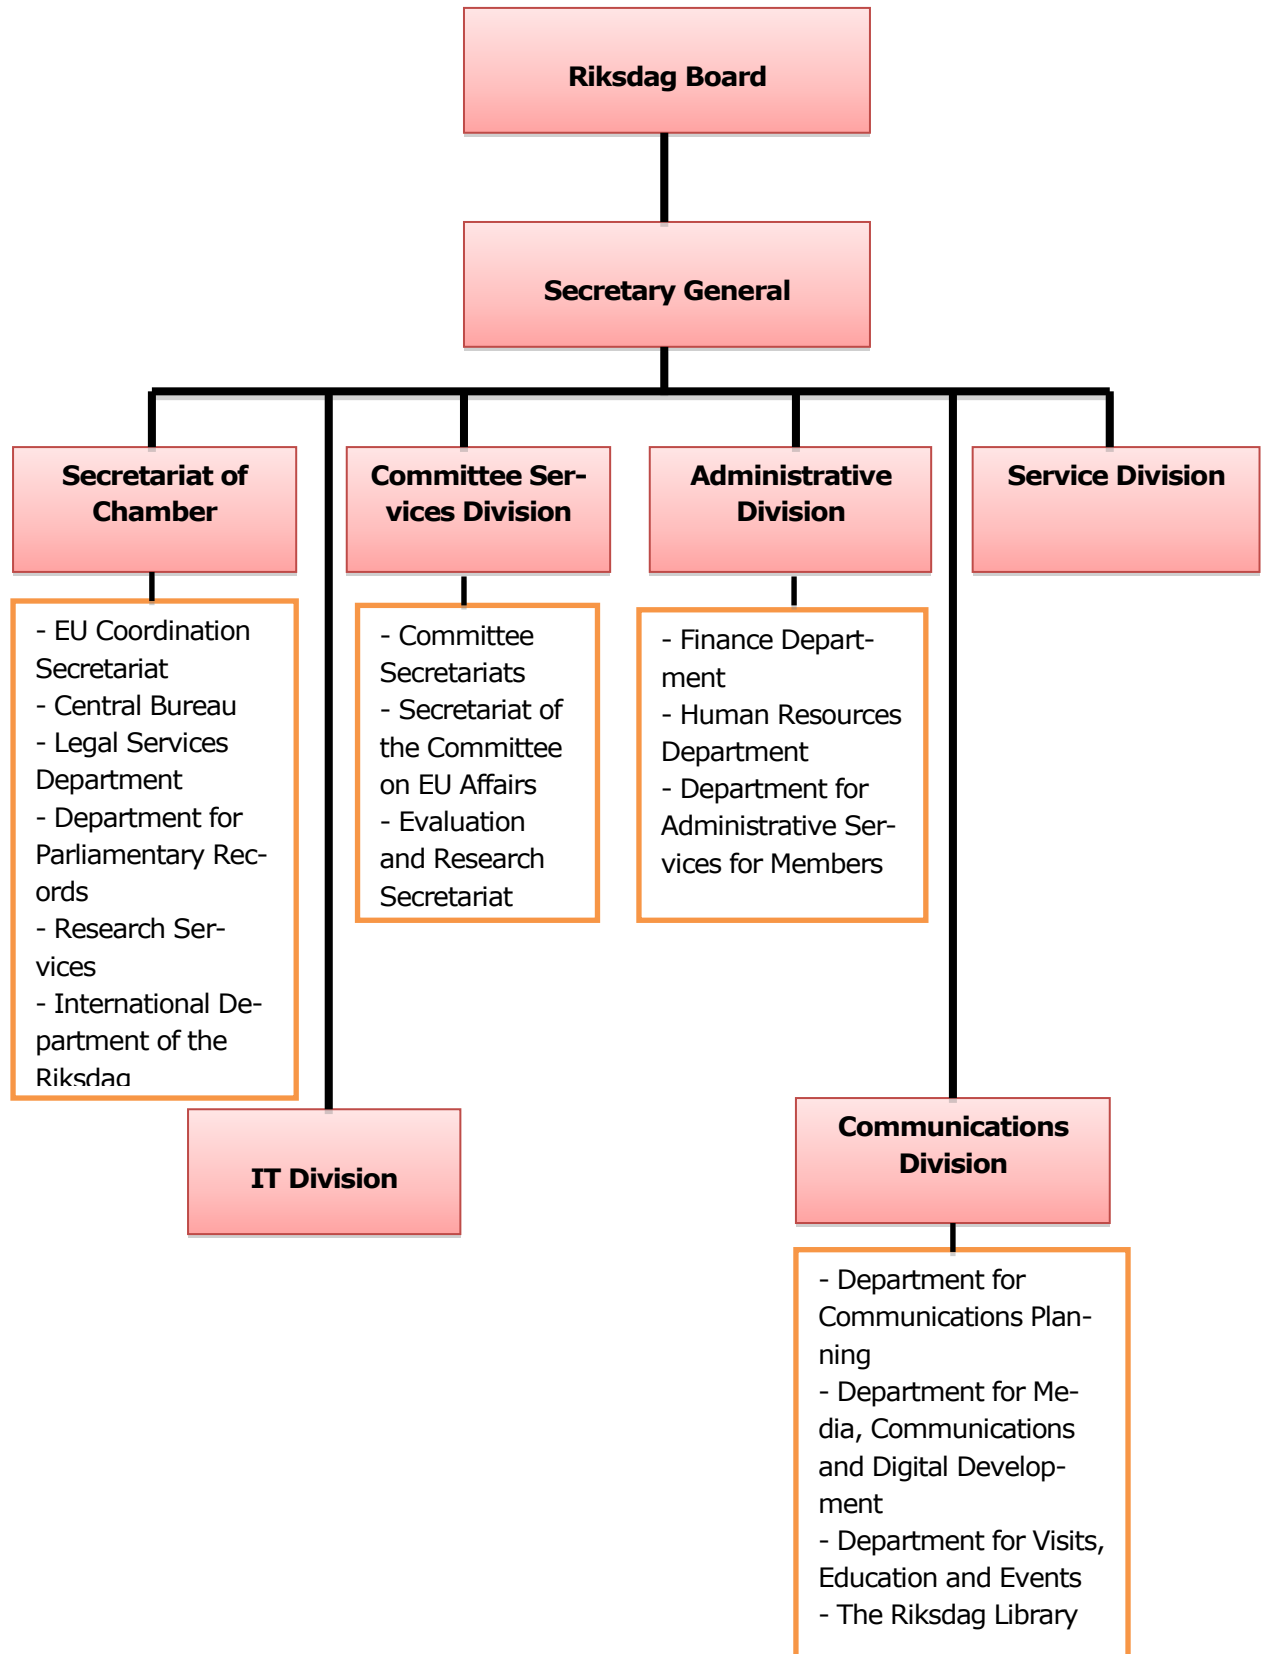 Riksdag Board
Secretary General
Secretariat of
Chamber
Committee Ser-
vices Division
Administrative
Division
Service Division
- EU Coordination
Secretariat
- Central Bureau
- Legal Services
Department
- Department for
Parliamentary Rec-
ords
- Research Ser-
vices
- International De-
partment of the
Riksdag
- Committee
Secretariats
- Secretariat of
the Committee
on EU Affairs
- Evaluation
and Research
Secretariat
- Finance Depart-
ment
- Human Resources
Department
- Department for
Administrative Ser-
vices for Members
IT Division
Communications
Division
- Department for
Communications Plan-
ning
- Department for Me-
dia, Communications
and Digital Develop-
ment
- Department for Visits,
Education and Events
- The Riksdag Library